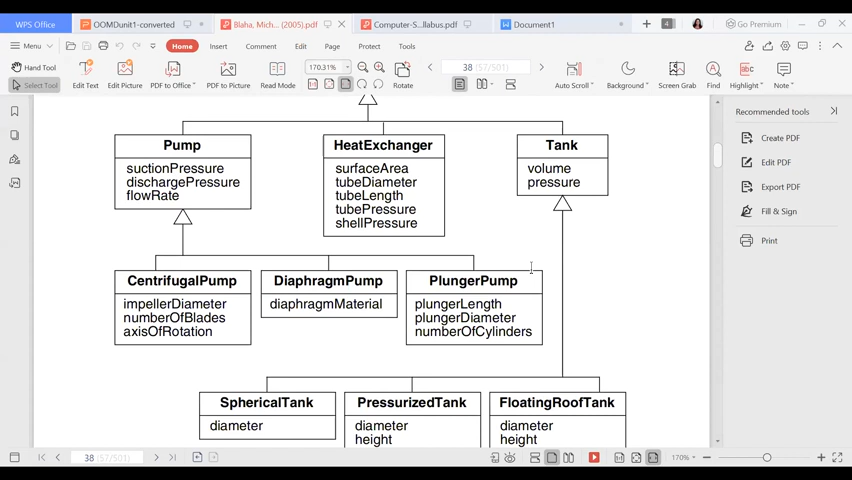 WPS Office
OOMDunit1-converted
Blaha, Mich... (2005).pdf
Computer-S...llabus.pdf
Document1
4
Go Premium
Menu
Home
Insert
Comment
Edit
Page
Protect
Tools
Hand Tool
Select Tool
Edit Text
Edit Picture
PDF to Office
PDF to Picture
Read Mode
170.31%
Rotate
38 (57/501)
Auto Scroll
Background
Screen Grab
Find
Highlight
Note
Recommended tools
Create PDF
Edit PDF
Export PDF
Fill & Sign
Print
Pump
suctionPressure
dischargePressure
flowRate
HeatExchanger
surfaceArea
tubeDiameter
tubeLength
tubePressure
shellPressure
Tank
volume
pressure
CentrifugalPump
impellerDiameter
numberOfBlades
axisOfRotation
DiaphragmPump
diaphragmMaterial
PlungerPump
plungerLength
plungerDiameter
numberOfCylinders
SphericalTank
diameter
PressurizedTank
diameter
height
FloatingRoofTank
diameter
height
38 (57/501)
170%